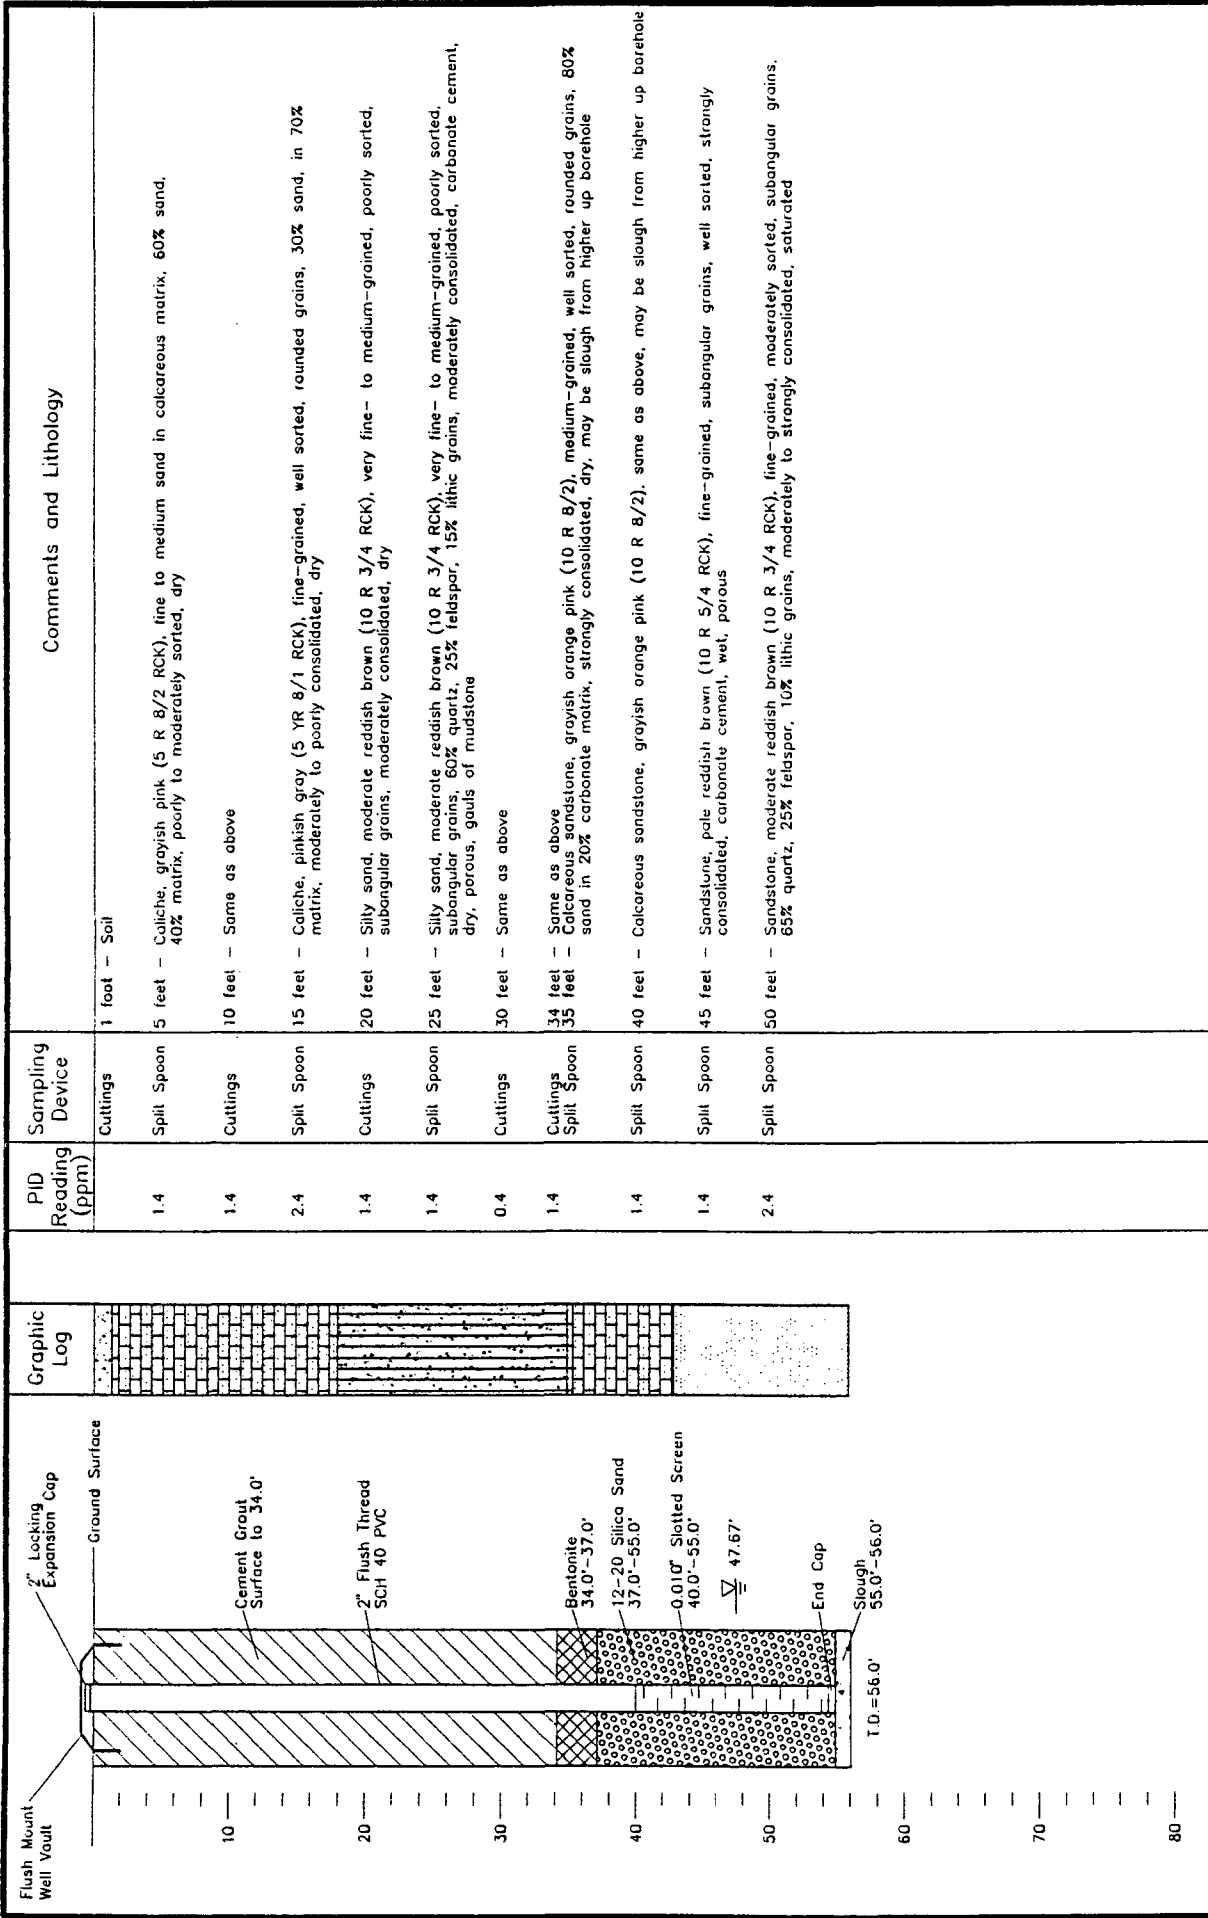 Flush Mount
Well Vault
2" Locking
Expansion Cap
Ground Surface
Cement Grout
Surface to 34.0'
2" Flush Thread
SCH 40 PVC
Bentonite
34.0'-37.0'
12-20 Silica Sand
37.0'-55.0'
0.010" Slotted Screen
40.0'-55.0'
47.67'
End Cap
Slough
55.0'-56.0'
T.D.=56.0'
10
20
30
40
50
60
70
80
Graphic
Log
PID
Reading
(ppm)
1.4
1.4
2.4
1.4
1.4
0.4
1.4
1.4
1.4
2.4
Sampling
Device
Cuttings
Split Spoon
Cuttings
Split Spoon
Cuttings
Split Spoon
Cuttings
Cuttings
Split Spoon
Split Spoon
Split Spoon
Split Spoon
Comments and Lithology
1 foot - Soil
5 feet - Caliche, grayish pink (5 R 8/2 RCK), fine to medium sand in calcareous matrix, 60% sand,
40% matrix, poorly to moderately sorted, dry
10 feet - Same as above
15 feet - Caliche, pinkish gray (5 YR 8/1 RCK), fine-grained, well sorted, rounded grains, 30% sand, in 70%
matrix, moderately to poorly consolidated, dry
20 feet - Silty sand, moderate reddish brown (10 R 3/4 RCK), very fine- to medium-grained, poorly sorted,
subangular grains, moderately consolidated, dry
25 feet - Silty sand, moderate reddish brown (10 R 3/4 RCK), very fine- to medium-grained, poorly sorted,
subangular grains, 60% quartz, 25% feldspar, 15% lithic grains, moderately consolidated, carbonate cement,
dry, porous, gauls of mudstone
30 feet - Same as above
34 feet - Same as above
35 feet - Calcareous sandstone, grayish orange pink (10 R 8/2), medium-grained, well sorted, rounded grains, 80%
sand in 20% carbonate matrix, strongly consolidated, dry, may be slough from higher up borehole
40 feet - Calcareous sandstone, grayish orange pink (10 R 8/2), same as above, may be slough from higher up borehole
45 feet - Sandstone, pale reddish brown (10 R 5/4 RCK), fine-grained, subangular grains, well sorted, strongly
consolidated, carbonate cement, wet, porous
50 feet - Sandstone, moderate reddish brown (10 R 3/4 RCK), fine-grained, moderately sorted, subangular grains,
65% quartz, 25% feldspar, 10% lithic grains, moderately to strongly consolidated, saturated